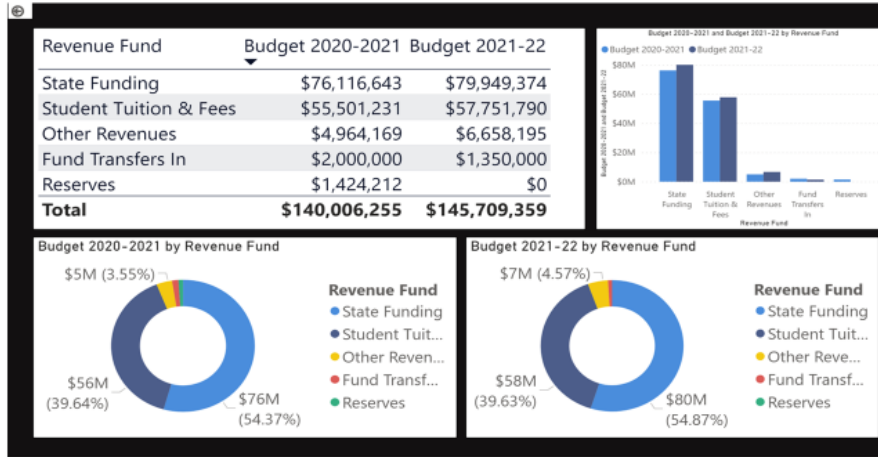 Revenue Fund Budget 2020-2021 Budget 2021-22
State Funding $76,116,643 $79,949,374
Student Tuition & Fees $55,501,231 $57,751,790
Other Revenues $4,964,169 $6,658,195
Fund Transfers In $2,000,000 $1,350,000
Reserves $1,424,212 $0
Total $140,006,255 $145,709,359
Budget 2020-2021 and Budget 2021-22 by Revenue Fund
Budget 2020-2021 Budget 2021-22
Budget 2020-2021 and Budget 2021-22
$80M
$60M
$40M
$20M
$0M
State Funding
Student Tuition & Fees
Other Revenues
Fund Transfers In
Reserves
Revenue Fund
Budget 2020-2021 by Revenue Fund
$5M (3.55%)
$56M
(39.64%)
$76M
(54.37%)
Revenue Fund
State Funding
Student Tuit...
Other Reven...
Fund Transf...
Reserves
Budget 2021-22 by Revenue Fund
$7M (4.57%)
$58M
(39.63%)
$80M
(54.87%)
Revenue Fund
State Funding
Student Tuit...
Other Reve...
Fund Transf...
Reserves